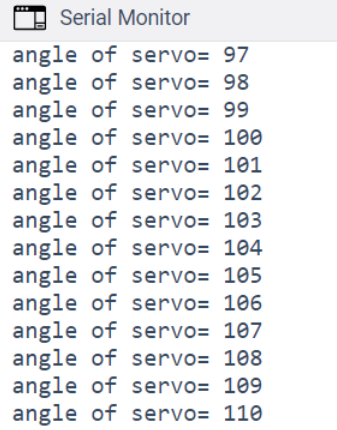 Serial Monitor
angle of servo= 97
angle of servo= 98
angle of servo= 99
angle of servo= 100
angle of servo= 101
angle of servo= 102
angle of servo= 103
angle of servo= 104
angle of servo= 105
angle of servo= 106
angle of servo= 107
angle of servo= 108
angle of servo= 109
angle of servo= 110